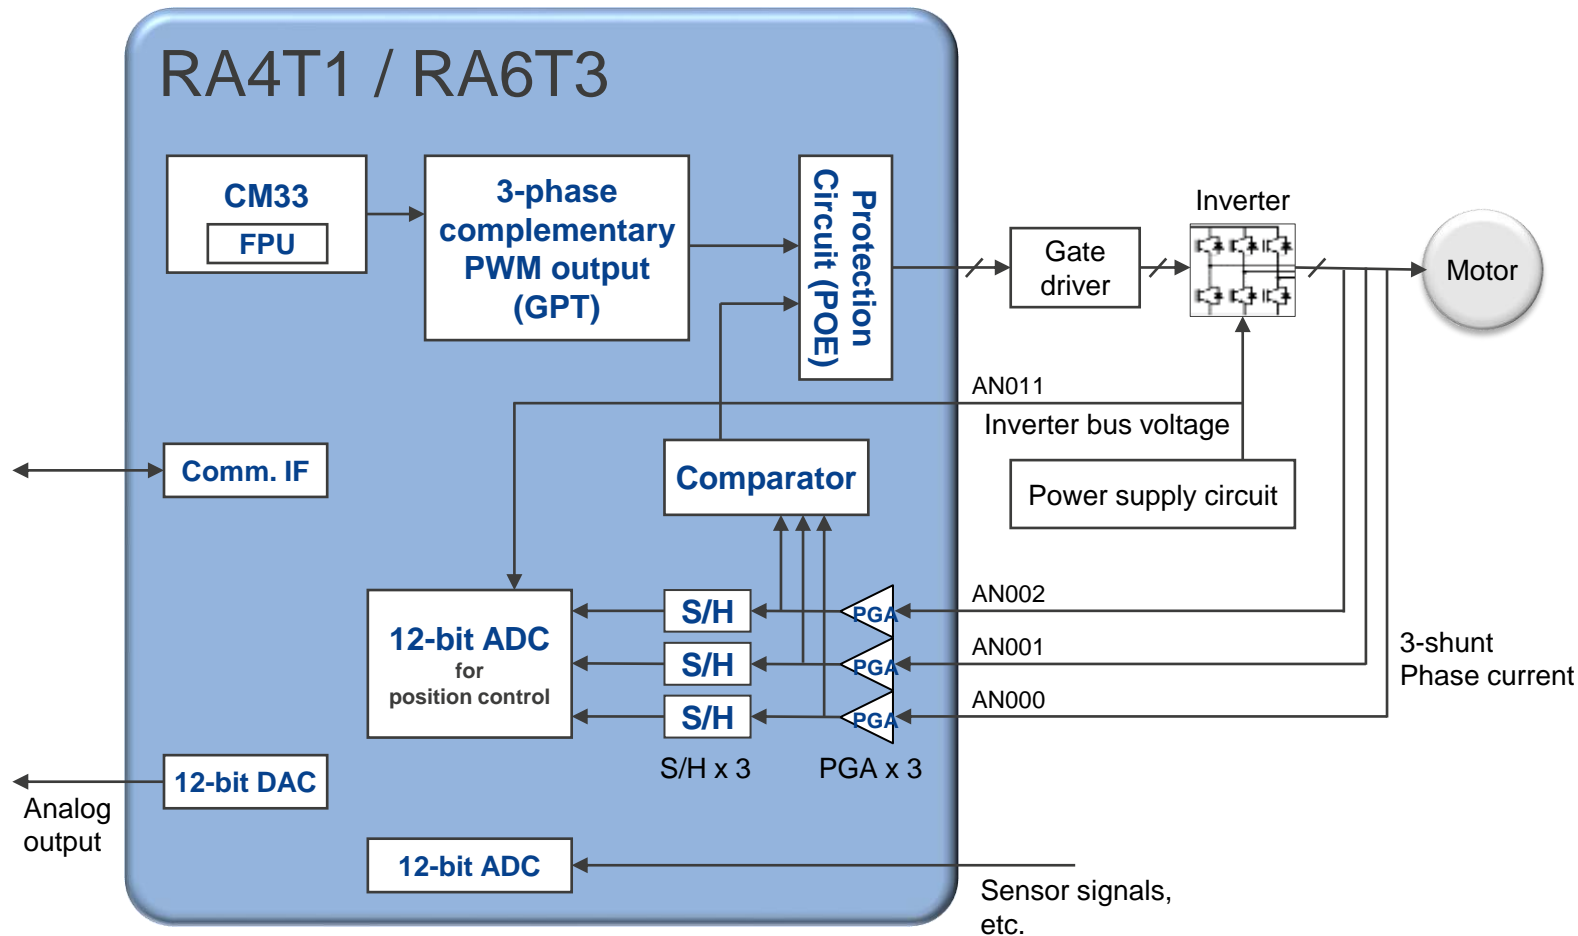 RA4T1 / RA6T3
CM33
FPU
3-phase
complementary
PWM output
(GPT)
Protection
Circuit (POE)
Gate
driver
Inverter
Motor
AN011
Inverter bus voltage
Power supply circuit
Comm. IF
Comparator
12-bit ADC
for
position control
S/H
S/H
S/H
S/H x 3
PGA
PGA
PGA
PGA x 3
AN002
AN001
AN000
3-shunt
Phase current
12-bit DAC
Analog
output
12-bit ADC
Sensor signals,
etc.